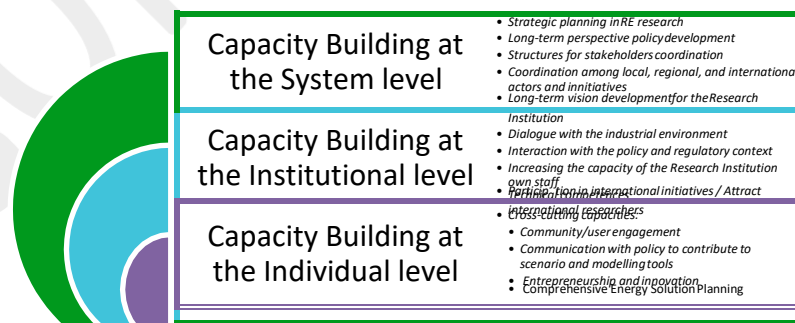 Capacity Building at
the System level
• Strategic planning in RE research
• Long-term perspective policy development
• Structures for stakeholders coordination
• Coordination among local, regional, and internationa
actors and innitiatives
• Long-term vision development for the Research
Institution
Capacity Building at
the Institutional level
• Dialogue with the industrial environment
• Interaction with the policy and regulatory context
• Increasing the capacity of the Research Institution
own staff
• Participation in international initiatives / Attract
international researchers
Capacity Building at
the Individual level
Technical competences
• Cross-cutting capacities:
• Community/user engagement
• Communication with policy to contribute to
scenario and modelling tools
• Entrepreneurship and innovation
• Comprehensive Energy Solution Planning